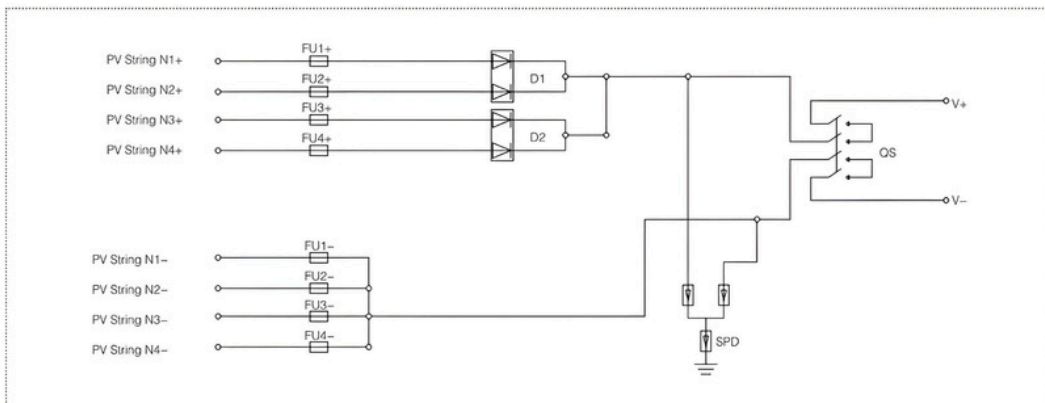 PV String N1+
FU1+
PV String N2+
FU2+
PV String N3+
FU3+
PV String N4+
FU4+
D1
D2
V+
QS
V−
PV String N1−
FU1−
PV String N2−
FU2−
PV String N3−
FU3−
PV String N4−
FU4−
SPD